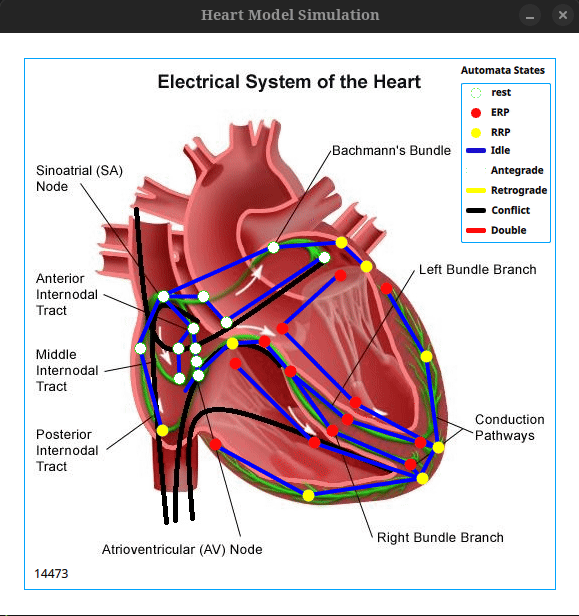 Heart Model Simulation
Electrical System of the Heart
Automata States
rest
ERP
RRP
Idle
Antegrade
Retrograde
Conflict
Double
Bachmann's Bundle
Sinoatrial (SA)
Node
Left Bundle Branch
Anterior
Internodal
Tract
Middle
Internodal
Tract
Posterior
Internodal
Tract
Conduction
Pathways
Right Bundle Branch
Atrioventricular (AV) Node
14473